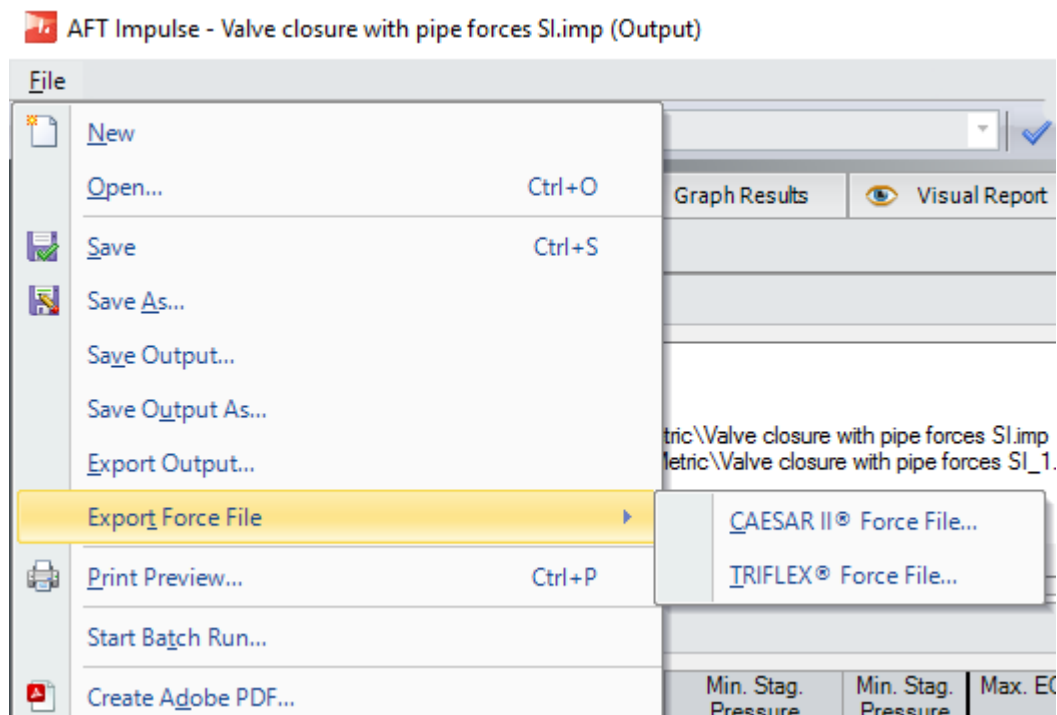 AFT Impulse - Valve closure with pipe forces SI.imp (Output)
File
New
Open... Ctrl+O
Graph Results Visual Report
Save Ctrl+S
Save As...
Save Output...
Save Output As...
tric\Valve closure with pipe forces SI.imp
Metric\Valve closure with pipe forces SI_1.
Export Output...
Export Force File
CAESAR II® Force File...
TRIFLEX® Force File...
Print Preview... Ctrl+P
Start Batch Run...
Create Adobe PDF...
Min. Stag. Min. Stag. Max. EG
Pressure Pressure